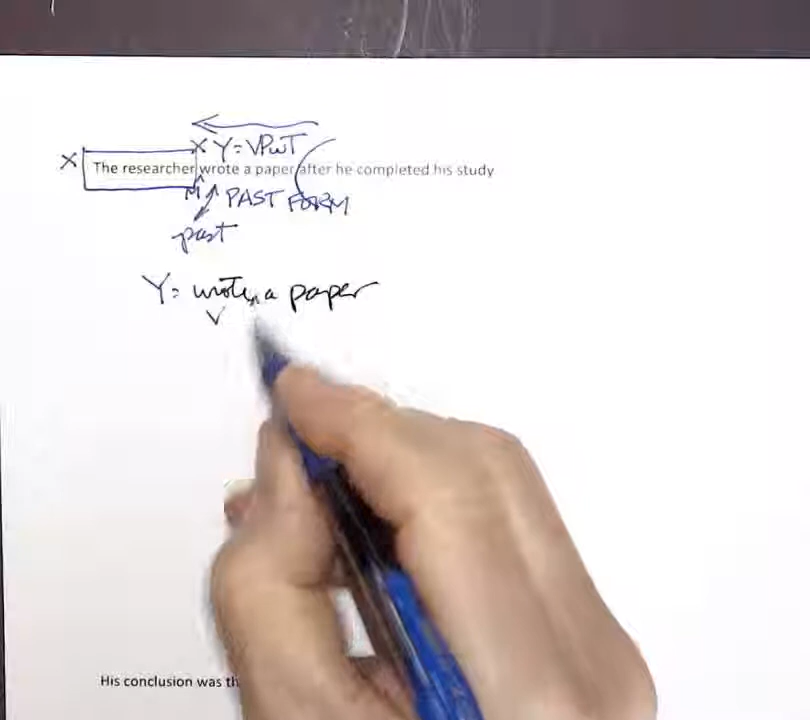 X Y=VPwT
X The researcher wrote a paper after he completed his study
M PAST FORM
past
Y= wrote a paper
V
His conclusion was th